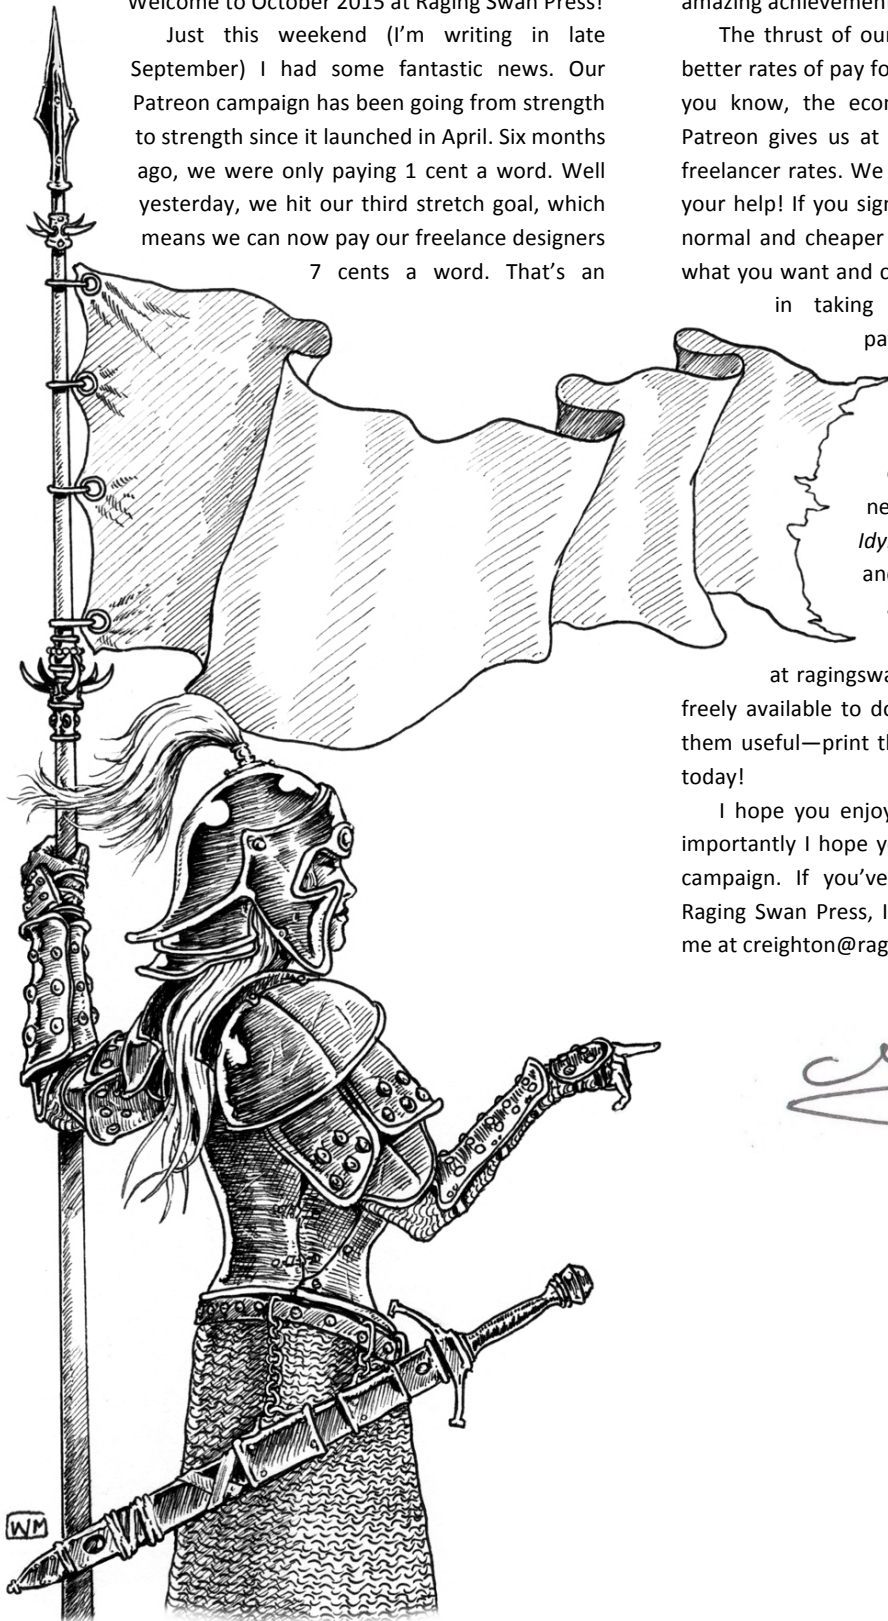 Welcome to October 2015 at Raging Swan Press!
Just this weekend (I’m writing in late
September) I had some fantastic news. Our
Patreon campaign has been going from strength
to strength since it launched in April. Six months
ago, we were only paying 1 cent a word. Well
yesterday, we hit our third stretch goal, which
means we can now pay our freelance designers
7 cents a word. That’s an
amazing achievemen
The thrust of our
better rates of pay fo
you know, the econ
Patreon gives us at
freelancer rates. We
your help! If you sign
normal and cheaper
what you want and c
in taking
pa
ne
Idy
and
at ragingswa
freely available to do
them useful—print th
today!
I hope you enjoy
importantly I hope yo
campaign. If you’ve
Raging Swan Press, I
me at creighton@rag
WM